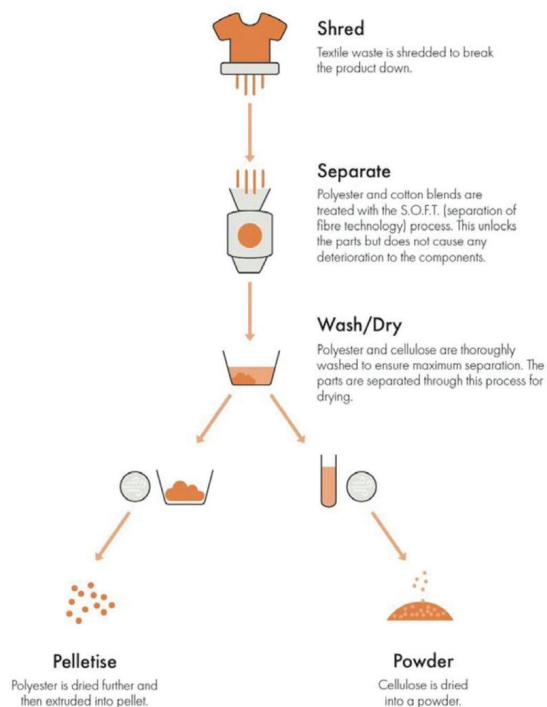 Shred
Textile waste is shredded to break
the product down.
Separate
Polyester and cotton blends are
treated with the S.O.F.T. (separation of
fibre technology) process. This unlocks
the parts but does not cause any
deterioration to the components.
Wash/Dry
Polyester and cellulose are thoroughly
washed to ensure maximum separation. The
parts are separated through this process for
drying.
Pelletise
Polyester is dried further and
then extruded into pellet.
Powder
Cellulose is dried
into a powder.